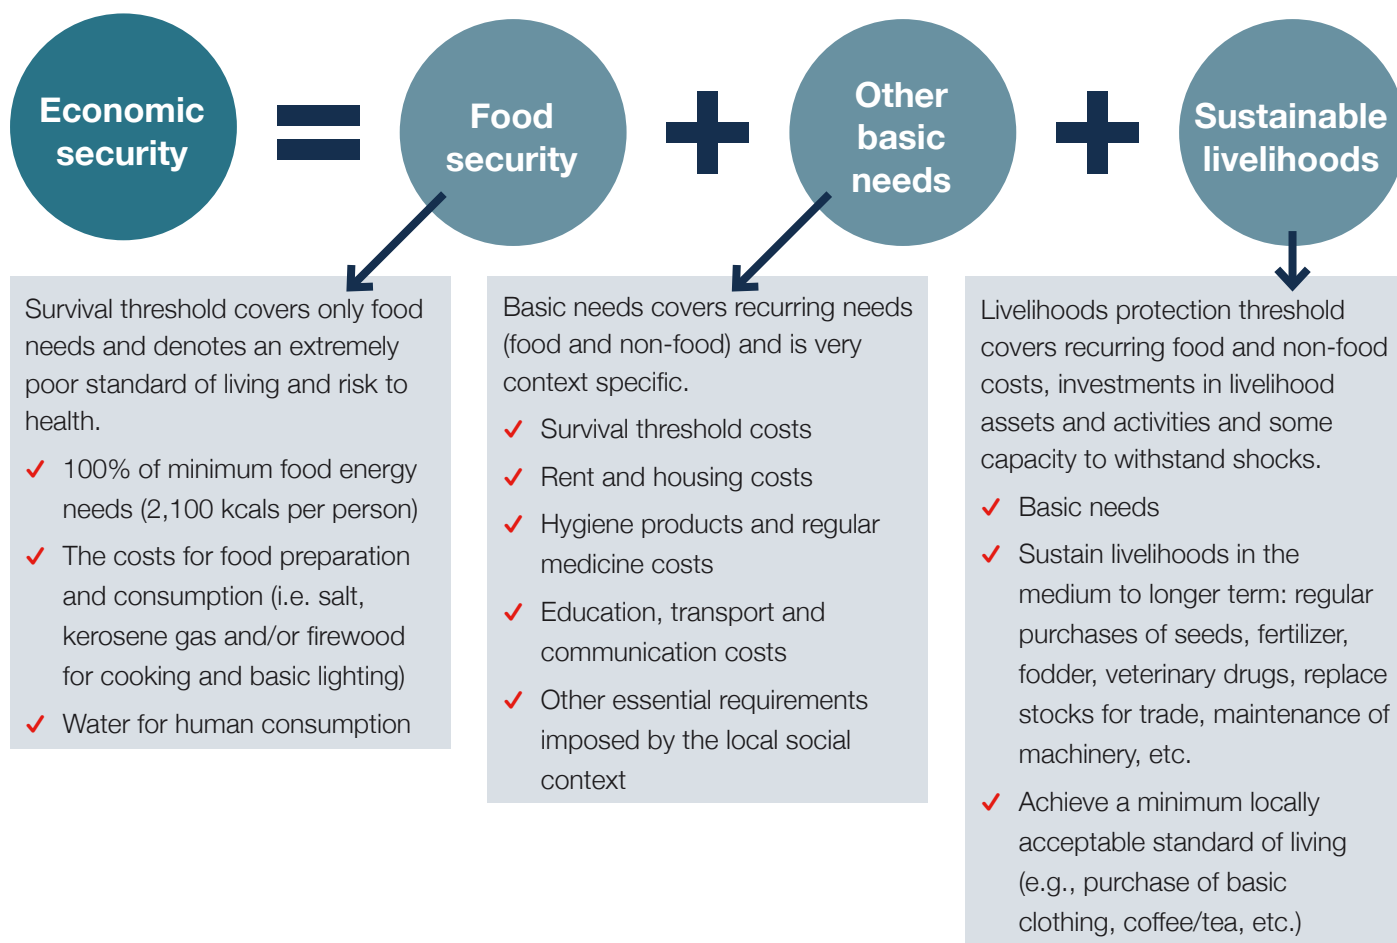 Economic
security
=
Food
security
+
Other
basic
needs
+
Sustainable
livelihoods
Survival threshold covers only food
needs and denotes an extremely
poor standard of living and risk to
health.
✓ 100% of minimum food energy
needs (2,100 kcals per person)
✓ The costs for food preparation
and consumption (i.e. salt,
kerosene gas and/or firewood
for cooking and basic lighting)
✓ Water for human consumption
Basic needs covers recurring needs
(food and non-food) and is very
context specific.
✓ Survival threshold costs
✓ Rent and housing costs
✓ Hygiene products and regular
medicine costs
✓ Education, transport and
communication costs
✓ Other essential requirements
imposed by the local social
context
Livelihoods protection threshold
covers recurring food and non-food
costs, investments in livelihood
assets and activities and some
capacity to withstand shocks.
✓ Basic needs
✓ Sustain livelihoods in the
medium to longer term: regular
purchases of seeds, fertilizer,
fodder, veterinary drugs, replace
stocks for trade, maintenance of
machinery, etc.
✓ Achieve a minimum locally
acceptable standard of living
(e.g., purchase of basic
clothing, coffee/tea, etc.)